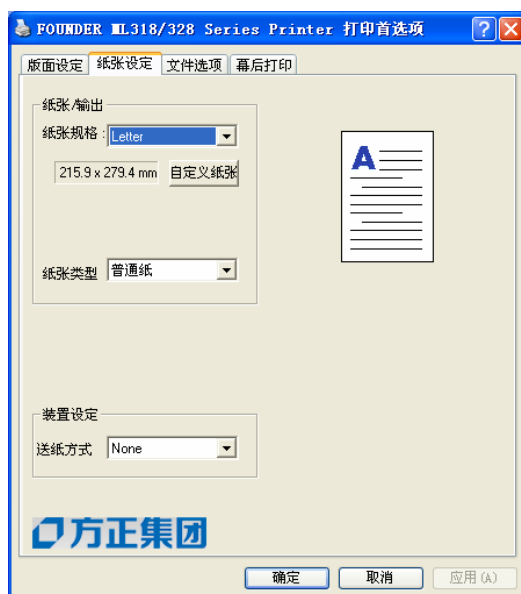 FOUNDER ML318/328 Series Printer 打印首选项
版面设定 纸张设定 文件选项 幕后打印
纸张/输出
纸张规格 : Letter
215.9 x 279.4 mm 自定义纸张
A
纸张类型 普通纸
装置设定
送纸方式 None
方正集团
确定 取消 应用(A)